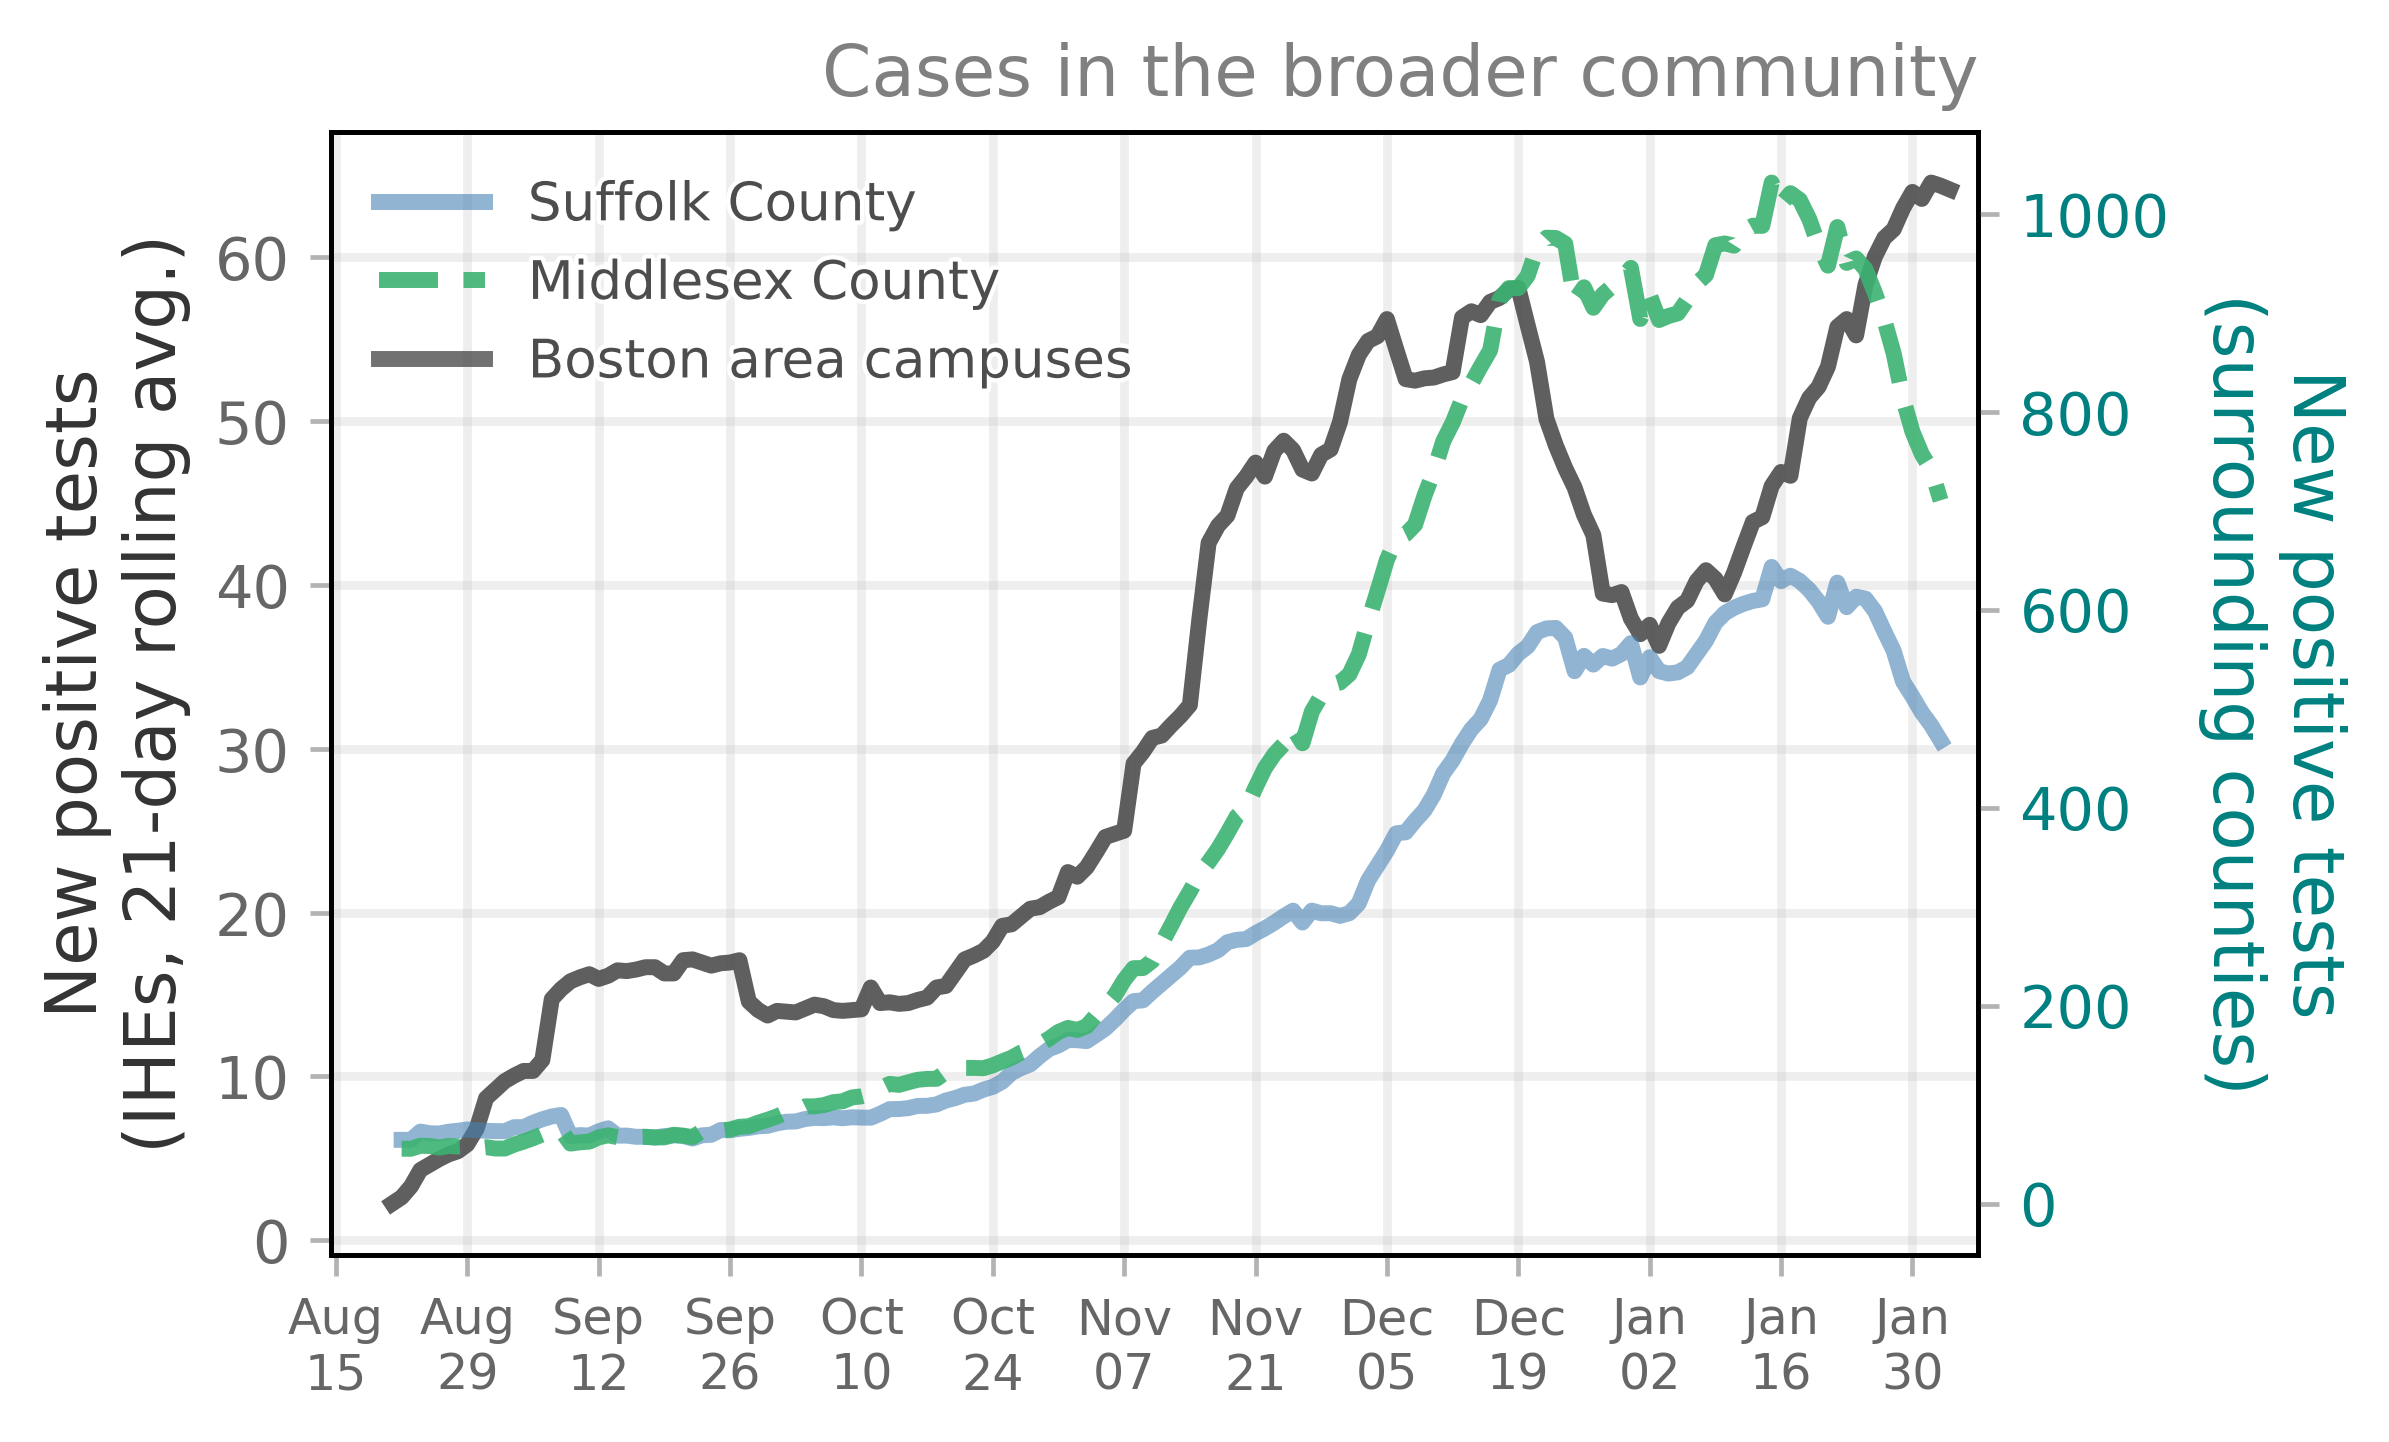 Cases in the broader community
Suffolk County
Middlesex County
Boston area campuses
New positive tests
(IHEs, 21-day rolling avg.)
60
50
40
30
20
10
0
1000
800
600
400
200
0
New positive tests
(surrounding counties)
Aug Aug Sep Sep Oct Oct Nov Nov Dec Dec Jan Jan Jan
15 29 12 26 10 24 07 21 05 19 02 16 30